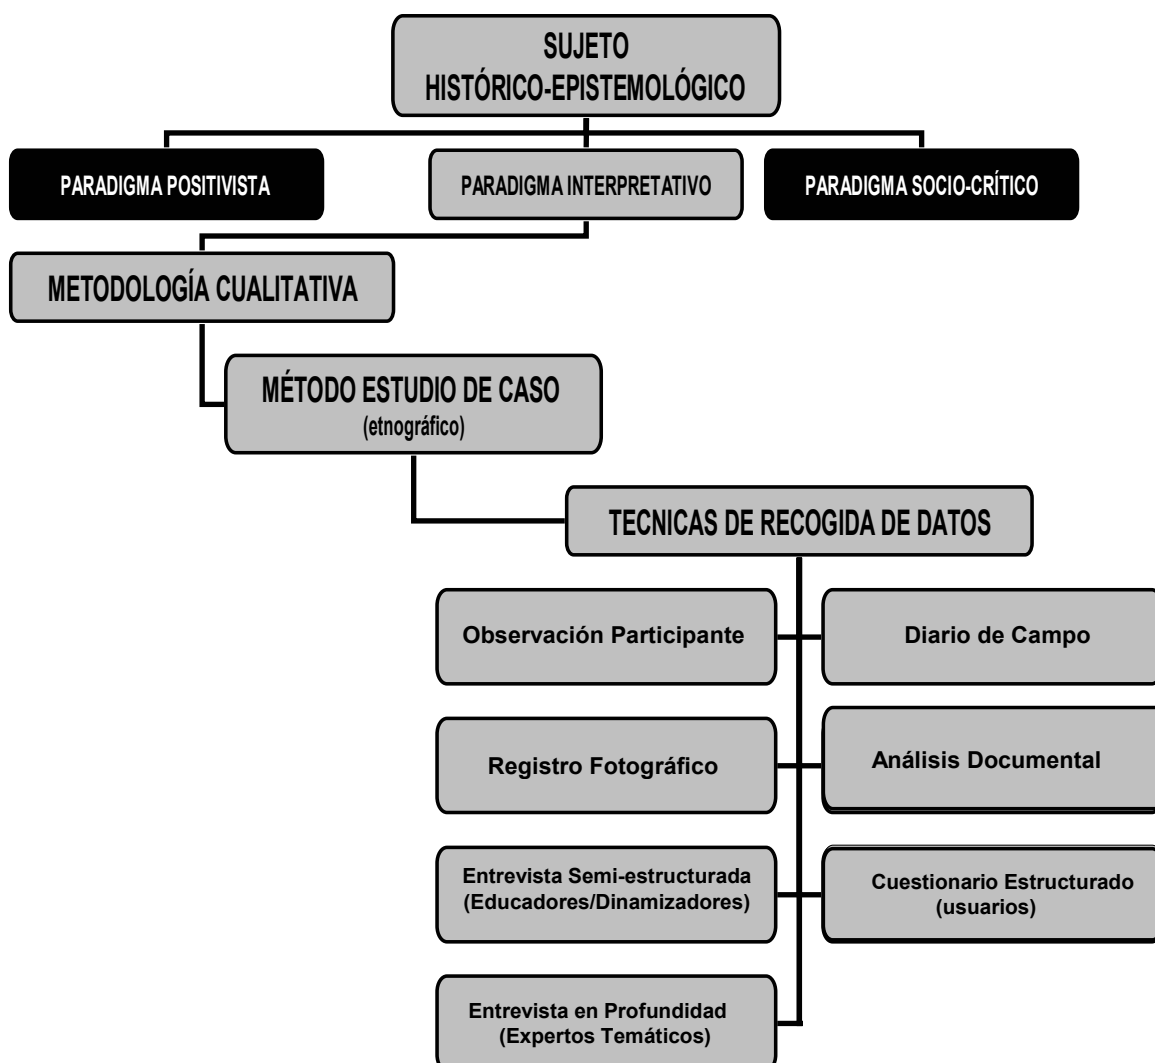 SUJETO
HISTÓRICO-EPISTEMOLÓGICO
PARADIGMA POSITIVISTA
PARADIGMA INTERPRETATIVO
PARADIGMA SOCIO-CRÍTICO
METODOLOGÍA CUALITATIVA
MÉTODO ESTUDIO DE CASO
(etnográfico)
TECNICAS DE RECOGIDA DE DATOS
Observación Participante
Diario de Campo
Registro Fotográfico
Análisis Documental
Entrevista Semi-estructurada
(Educadores/Dinamizadores)
Cuestionario Estructurado
(usuarios)
Entrevista en Profundidad
(Expertos Temáticos)